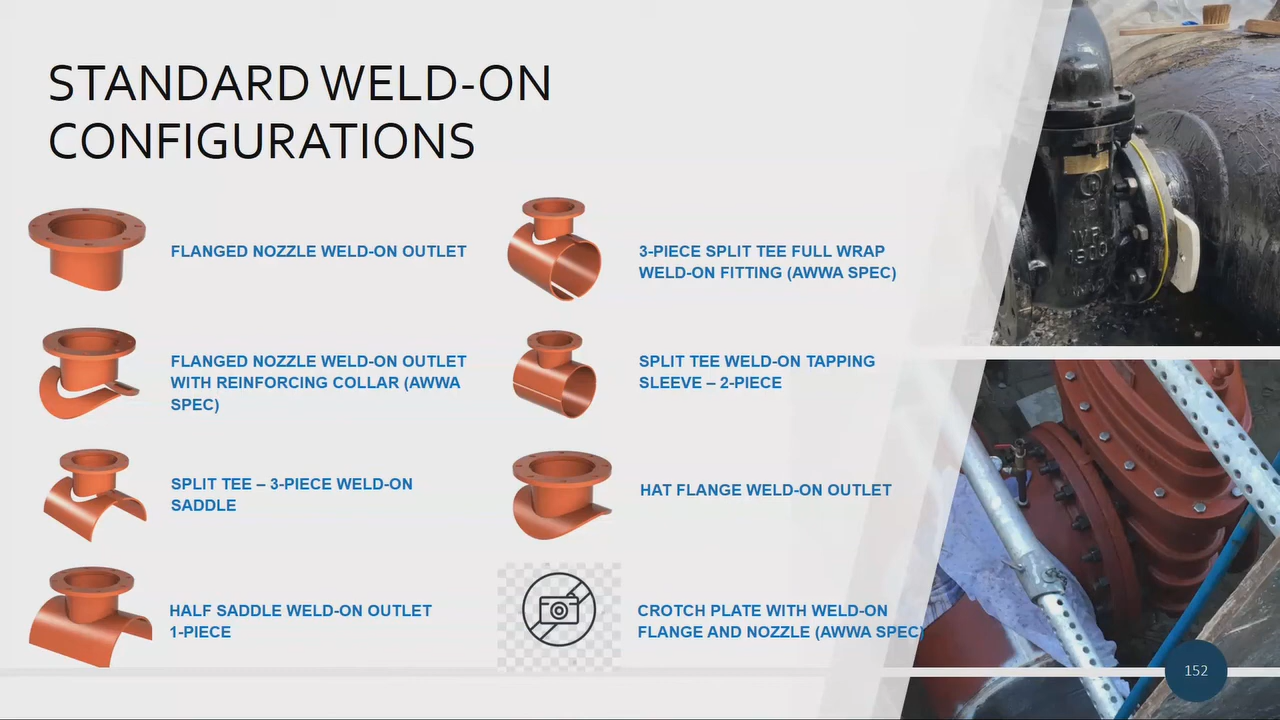 STANDARD WELD-ON
CONFIGURATIONS
FLANGED NOZZLE WELD-ON OUTLET
FLANGED NOZZLE WELD-ON OUTLET
WITH REINFORCING COLLAR (AWWA
SPEC)
SPLIT TEE – 3-PIECE WELD-ON
SADDLE
HALF SADDLE WELD-ON OUTLET
1-PIECE
3-PIECE SPLIT TEE FULL WRAP
WELD-ON FITTING (AWWA SPEC)
SPLIT TEE WELD-ON TAPPING
SLEEVE – 2-PIECE
HAT FLANGE WELD-ON OUTLET
CROTCH PLATE WITH WELD-ON
FLANGE AND NOZZLE (AWWA SPEC)
152